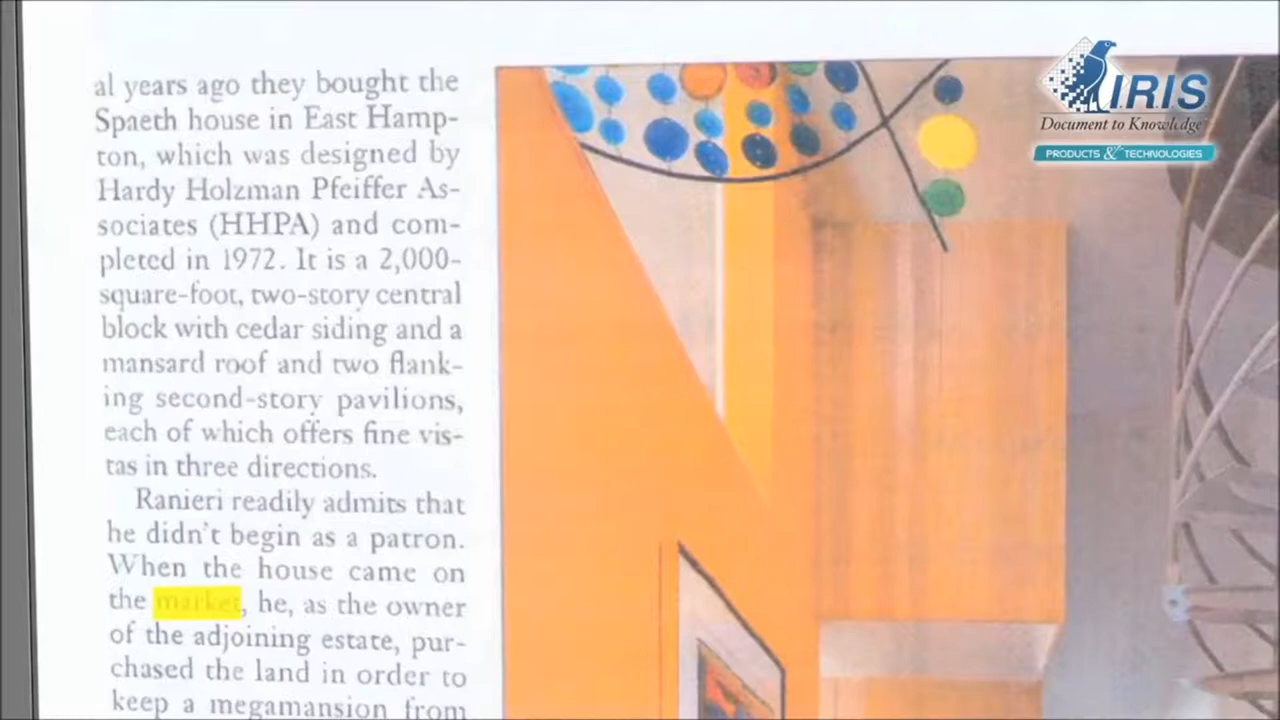 al years ago they bought the
Spaeth house in East Hamp-
ton, which was designed by
Hardy Holzman Pfeiffer As-
sociates (HHPA) and com-
pleted in 1972. It is a 2,000-
square-foot, two-story central
block with cedar siding and a
mansard roof and two flank-
ing second-story pavilions,
each of which offers fine vis-
tas in three directions.
Ranieri readily admits that
he didn't begin as a patron.
When the house came on
the market, he, as the owner
of the adjoining estate, pur-
chased the land in order to
keep a megamansion from
I.R.I.S
Document to Knowledge
PRODUCTS & TECHNOLOGIES